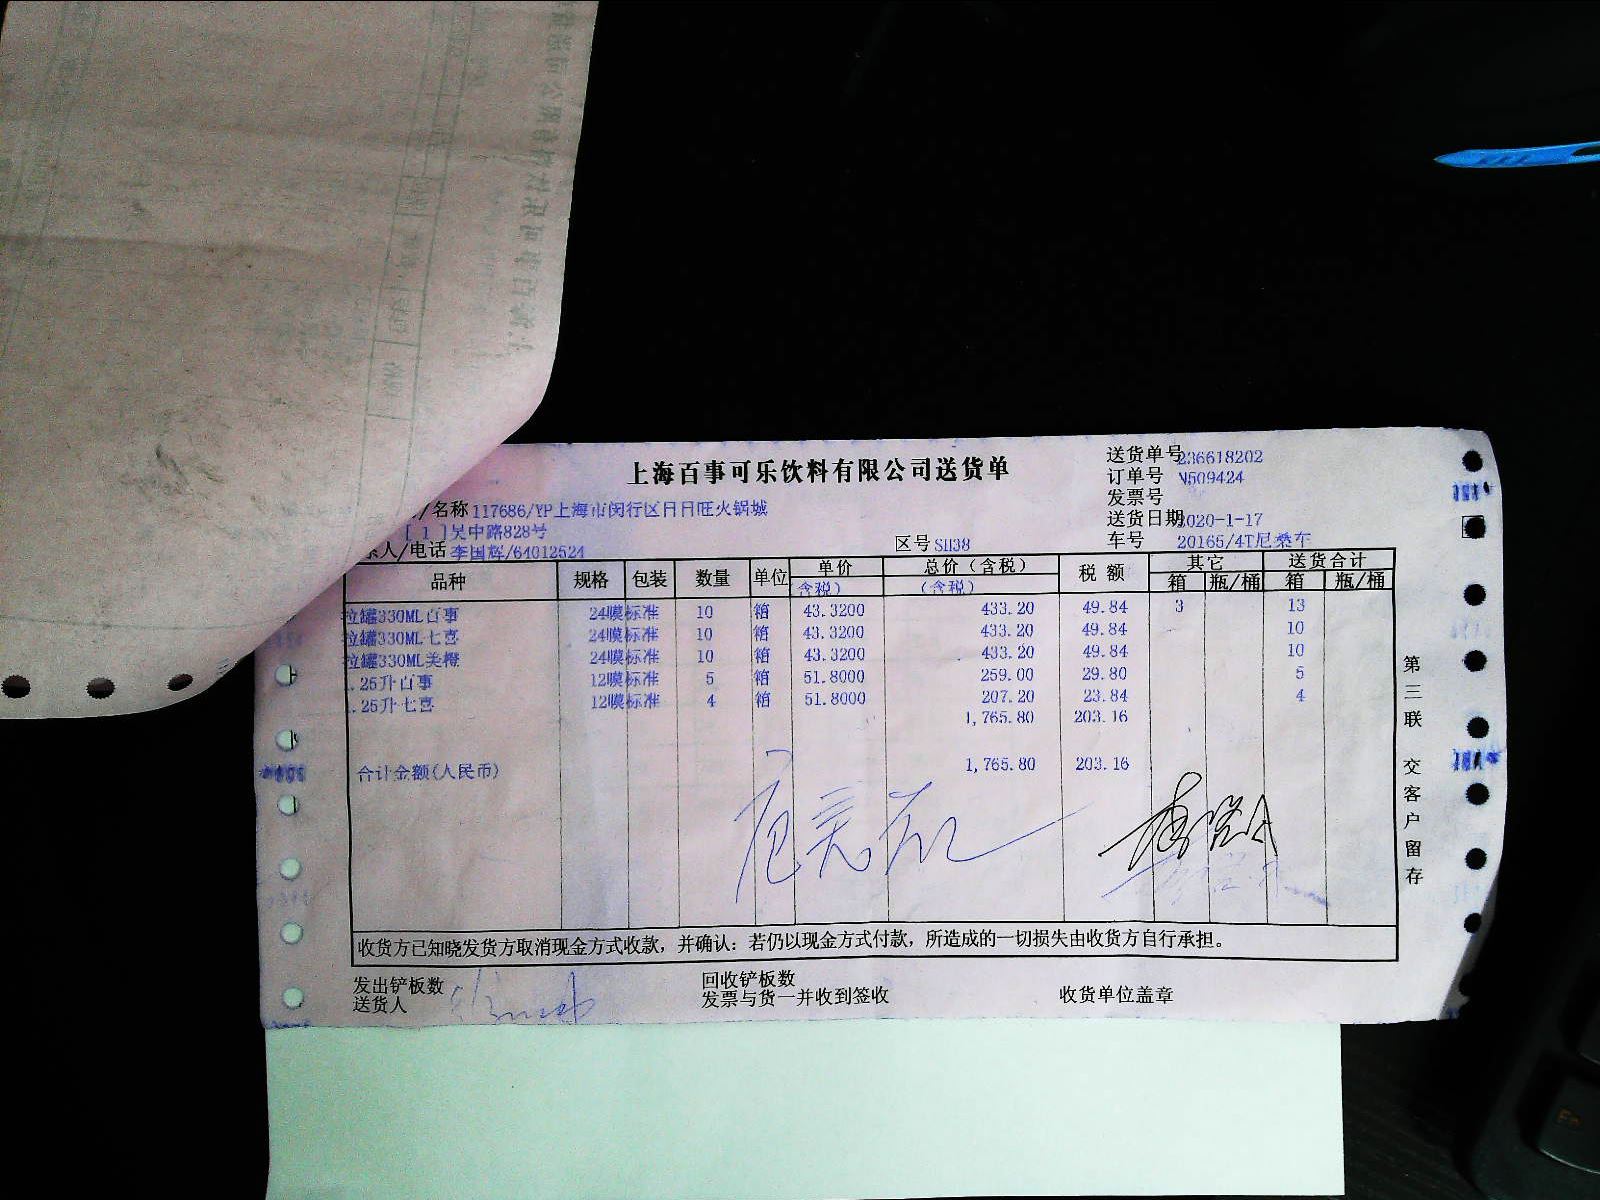 上海百事可乐饮料有限公司送货单
送货单号 236618202
订单号 N509424
发票号
送货日期 2020-1-17
车号 20165/4T尼桑车
/名称 117686/YP上海市闵行区日日旺火锅城
[ 1 ]吴中路828号
系人/电话 李国辉/64012524 区号 SH38
品种 规格 包装 数量 单位 单价 总价（含税） 税 额 其它 送货合计
(含税) (含税) 箱 瓶/桶 箱 瓶/桶
拉罐330ML百事 24膜 标准 10 箱 43.3200 433.20 49.84 3 13
拉罐330ML七喜 24膜 标准 10 箱 43.3200 433.20 49.84 10
拉罐330ML美橙 24膜 标准 10 箱 43.3200 433.20 49.84 10
.25升百事 12膜 标准 5 箱 51.8000 259.00 29.80 5
.25升七喜 12膜 标准 4 箱 51.8000 207.20 23.84 4
1,765.80 203.16
合计金额(人民币) 1,765.80 203.16
收货方已知晓发货方取消现金方式收款，并确认：若仍以现金方式付款，所造成的一切损失由收货方自行承担。
发出铲板数 回收铲板数
送货人 发票与货一并收到签收 收货单位盖章
第三联 交客户留存